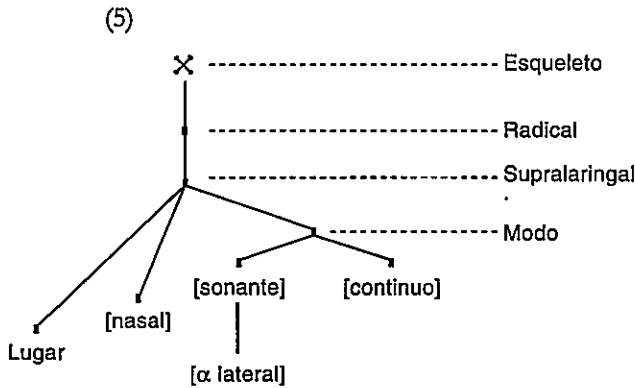 (5)
Esqueleto
Radical
Supralaringal
Modo
[sonante] [continuo]
[nasal]
Lugar
[α lateral]